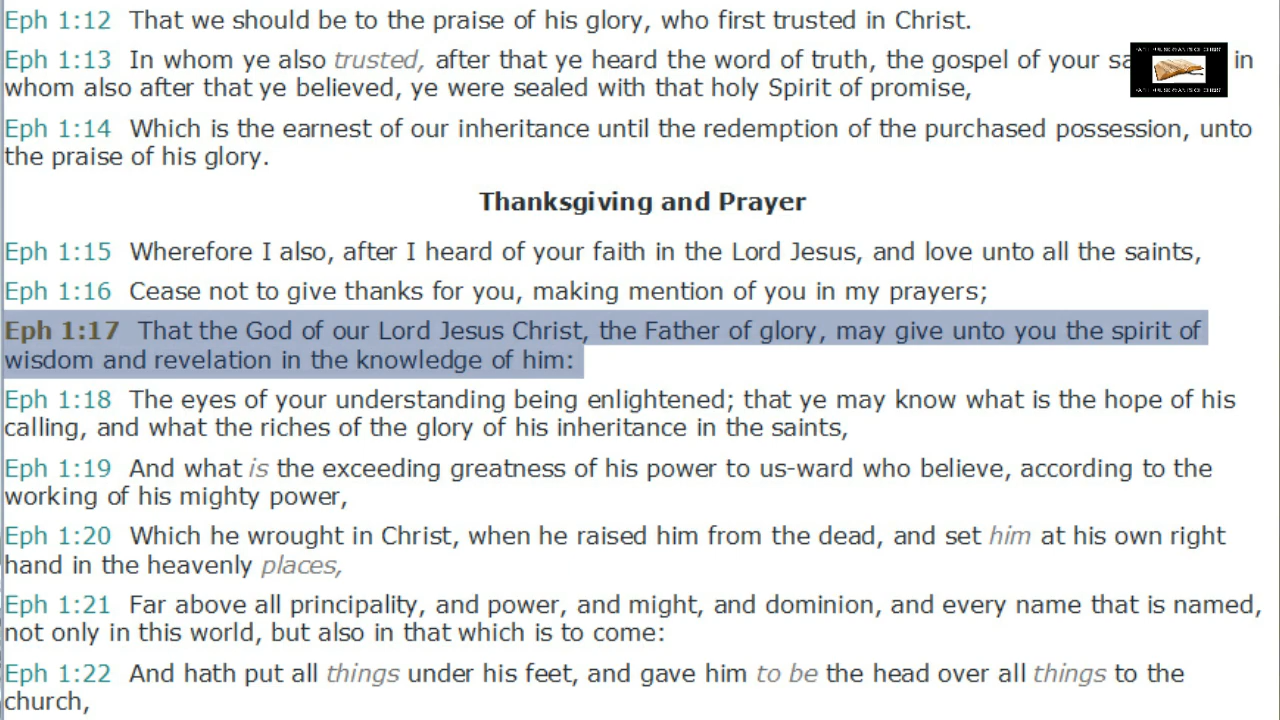 Eph 1:12 That we should be to the praise of his glory, who first trusted in Christ.
Eph 1:13 In whom ye also trusted, after that ye heard the word of truth, the gospel of your in
whom also after that ye believed, ye were sealed with that holy Spirit of promise,
Eph 1:14 Which is the earnest of our inheritance until the redemption of the purchased possession, unto
the praise of his glory.
Thanksgiving and Prayer
Eph 1:15 Wherefore I also, after I heard of your faith in the Lord Jesus, and love unto all the saints,
Eph 1:16 Cease not to give thanks for you, making mention of you in my prayers;
Eph 1:17 That the God of our Lord Jesus Christ, the Father of glory, may give unto you the spirit of
wisdom and revelation in the knowledge of him:
Eph 1:18 The eyes of your understanding being enlightened; that ye may know what is the hope of his
calling, and what the riches of the glory of his inheritance in the saints,
Eph 1:19 And what is the exceeding greatness of his power to us-ward who believe, according to the
working of his mighty power,
Eph 1:20 Which he wrought in Christ, when he raised him from the dead, and set him at his own right
hand in the heavenly places,
Eph 1:21 Far above all principality, and power, and might, and dominion, and every name that is named,
not only in this world, but also in that which is to come:
Eph 1:22 And hath put all things under his feet, and gave him to be the head over all things to the
church,